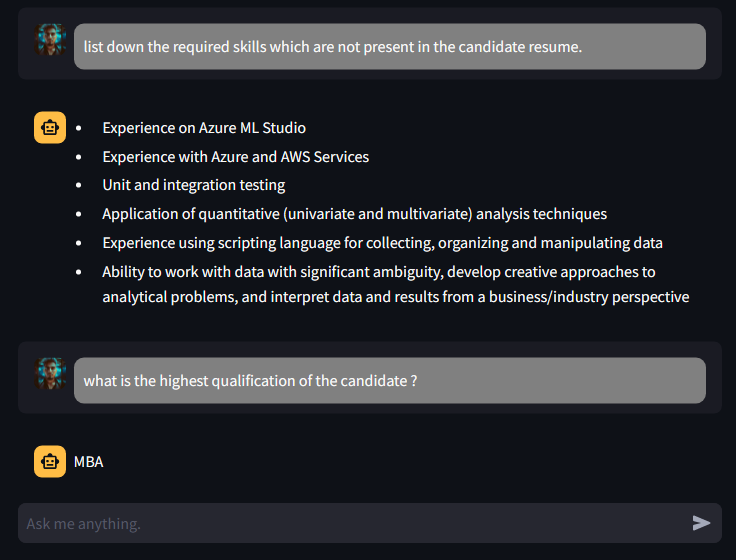 list down the required skills which are not present in the candidate resume.
• Experience on Azure ML Studio
• Experience with Azure and AWS Services
• Unit and integration testing
• Application of quantitative (univariate and multivariate) analysis techniques
• Experience using scripting language for collecting, organizing and manipulating data
• Ability to work with data with significant ambiguity, develop creative approaches to
analytical problems, and interpret data and results from a business/industry perspective
what is the highest qualification of the candidate ?
MBA
Ask me anything.